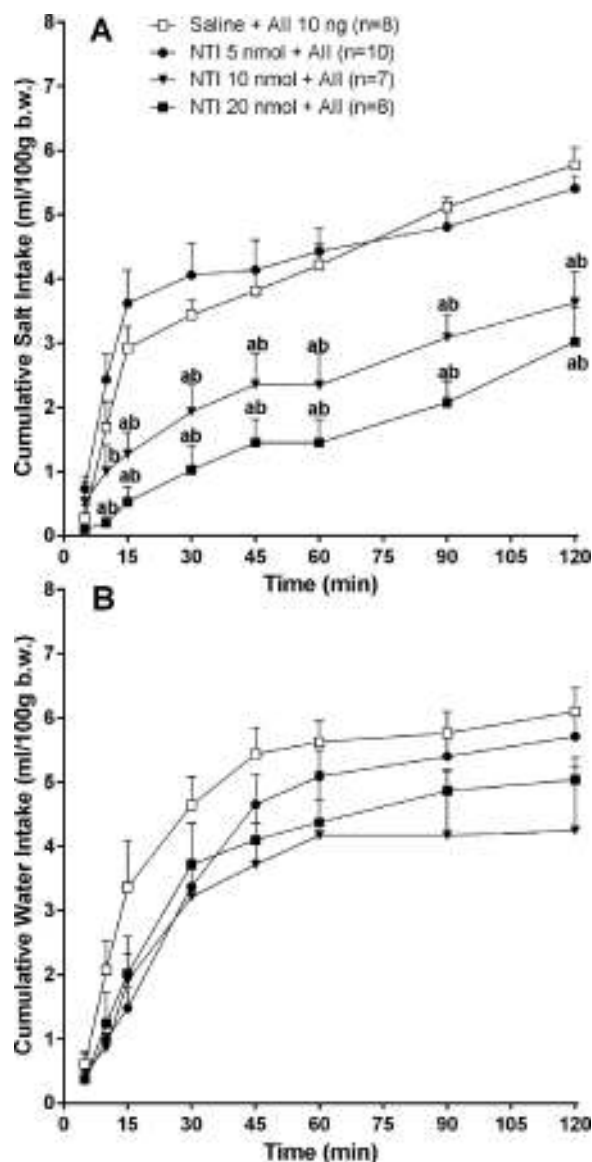 A
Saline + AII 10 ng (n=8)
NTI 5 nmol + AII (n=10)
NTI 10 nmol + AII (n=7)
NTI 20 nmol + AII (n=8)
Cumulative Salt Intake (ml/100g b.w.)
8
7
6
5
4
3
2
1
0
ab
ab
ab
ab
ab
ab
ab
ab
ab
ab
b
ab
ab
ab
0 15 30 45 60 75 90 105 120
Time (min)
B
Cumulative Water Intake (ml/100g b.w.)
8
7
6
5
4
3
2
1
0
0 15 30 45 60 75 90 105 120
Time (min)